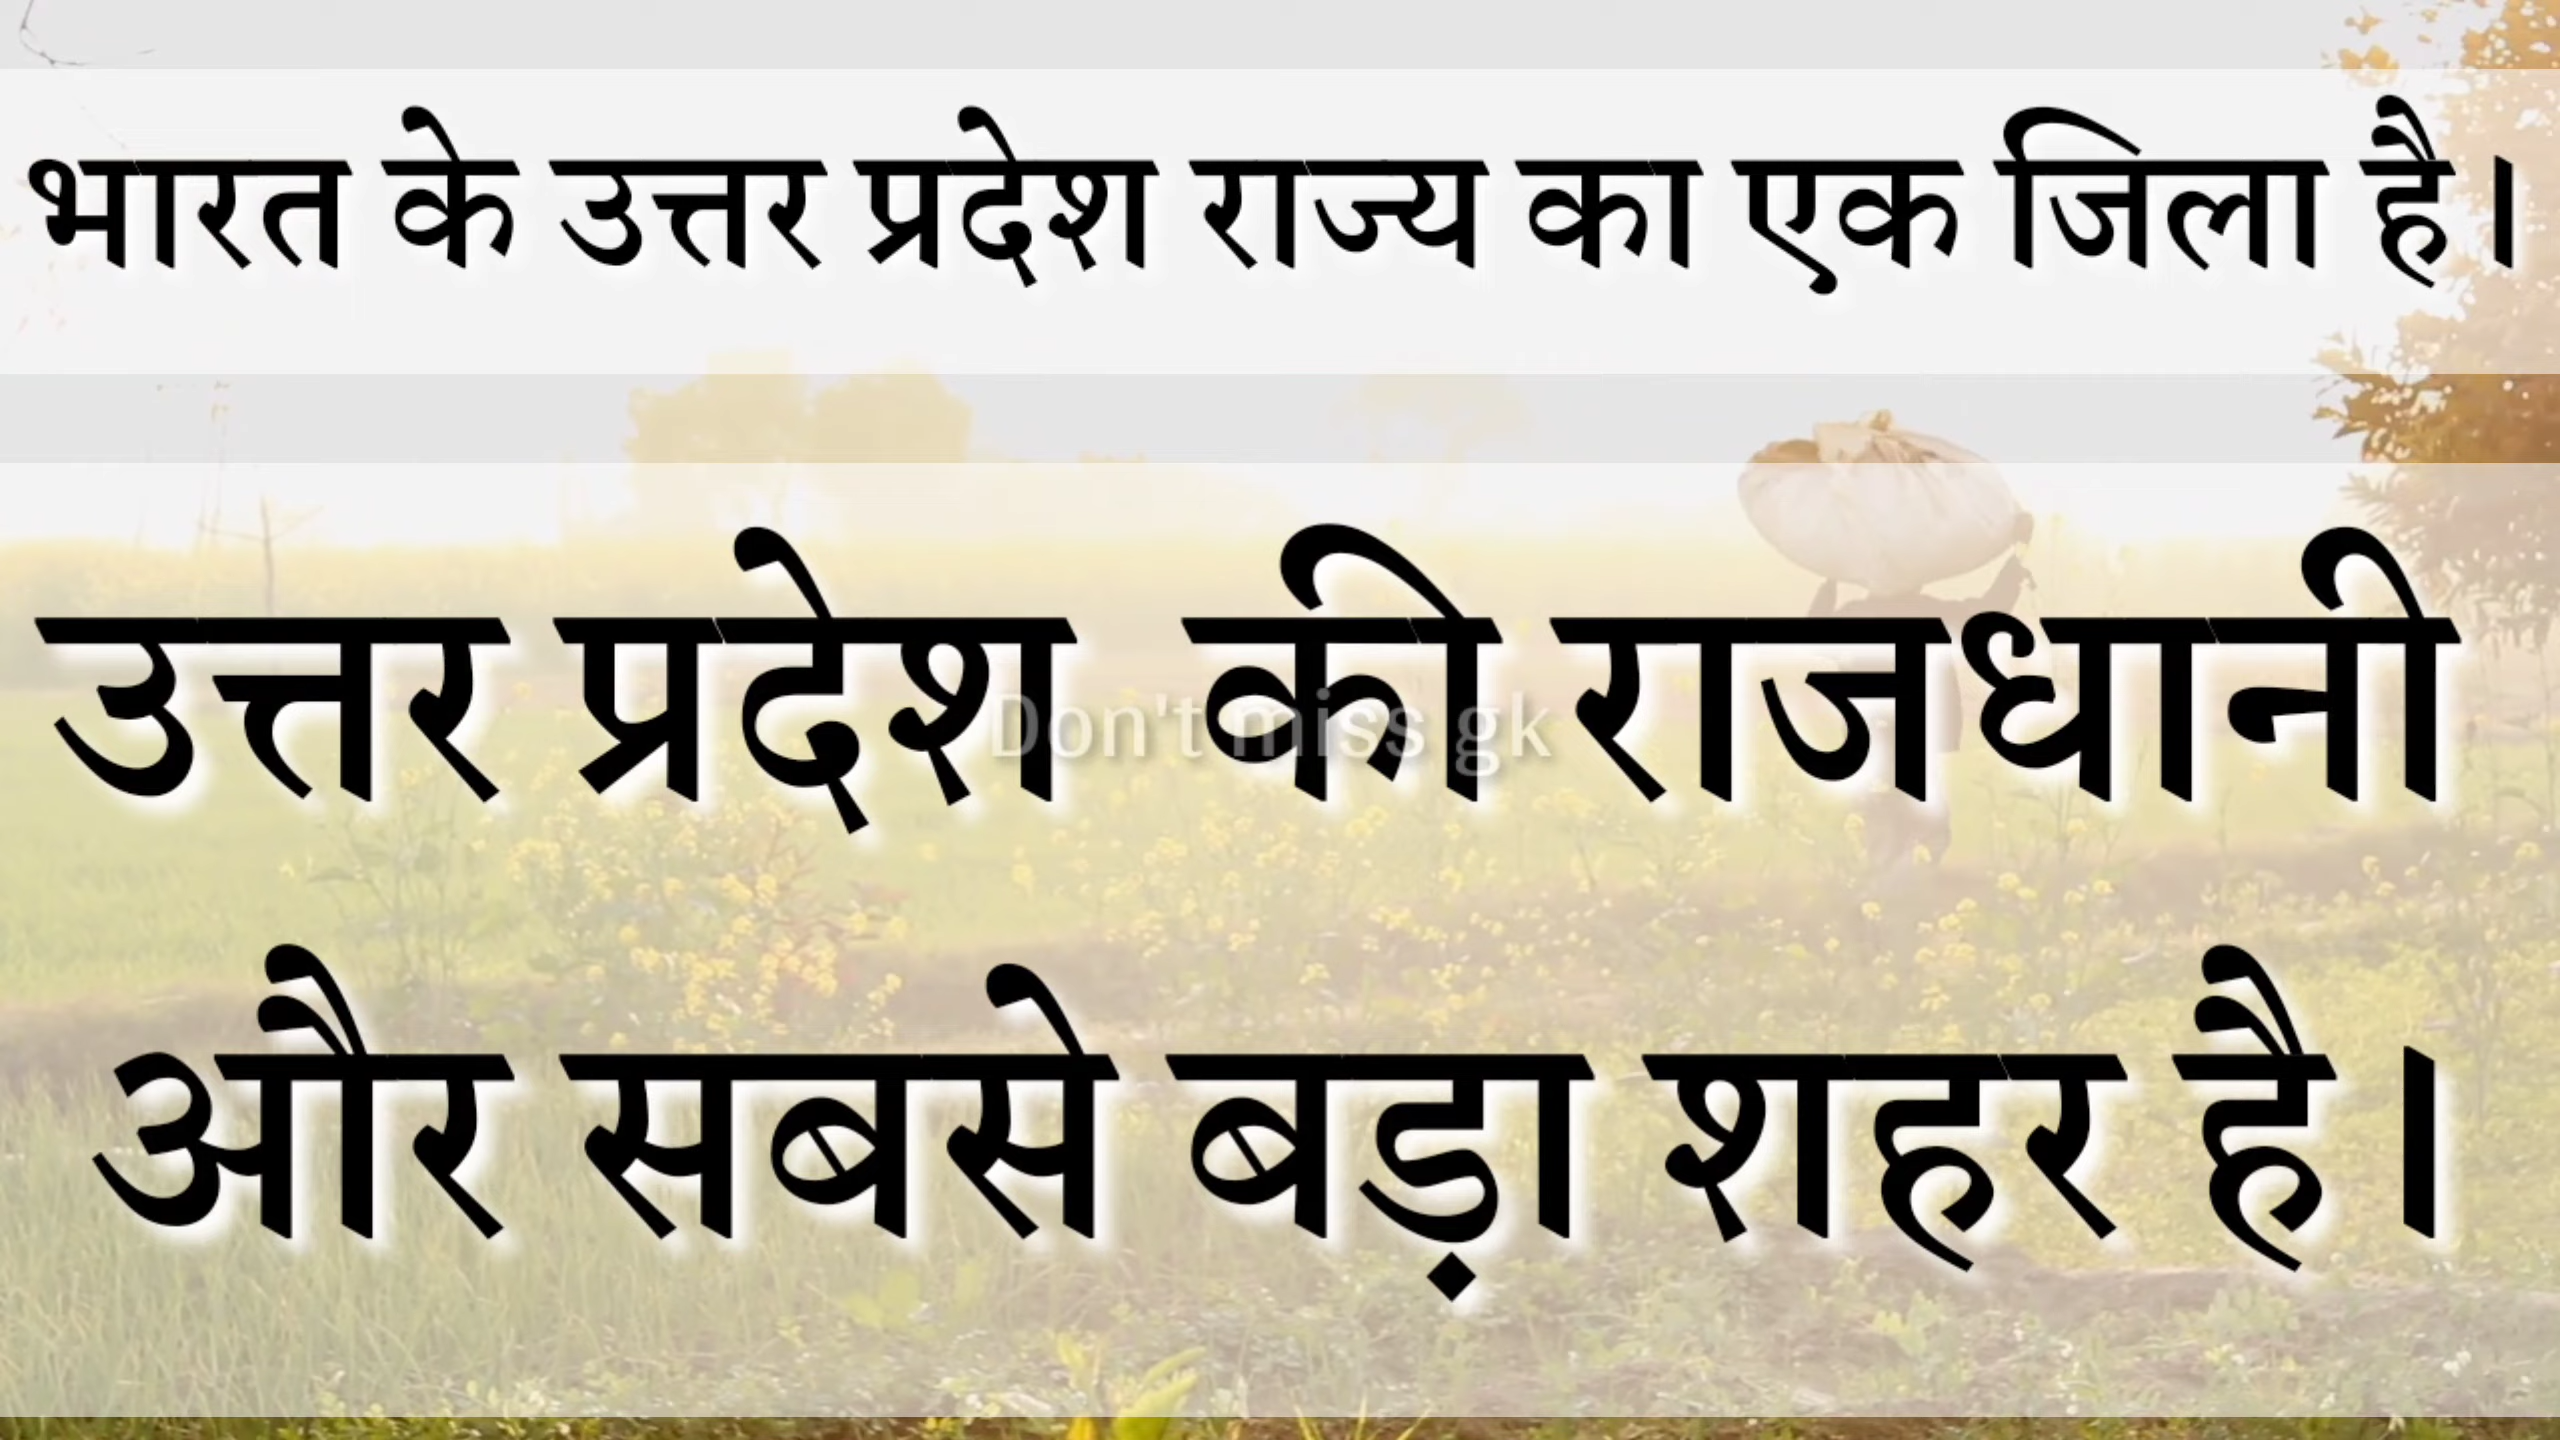 भारत के उत्तर प्रदेश राज्य का एक जिला है।
उत्तर प्रदेश की राजधानी
Don't miss gk
और सबसे बड़ा शहर है।